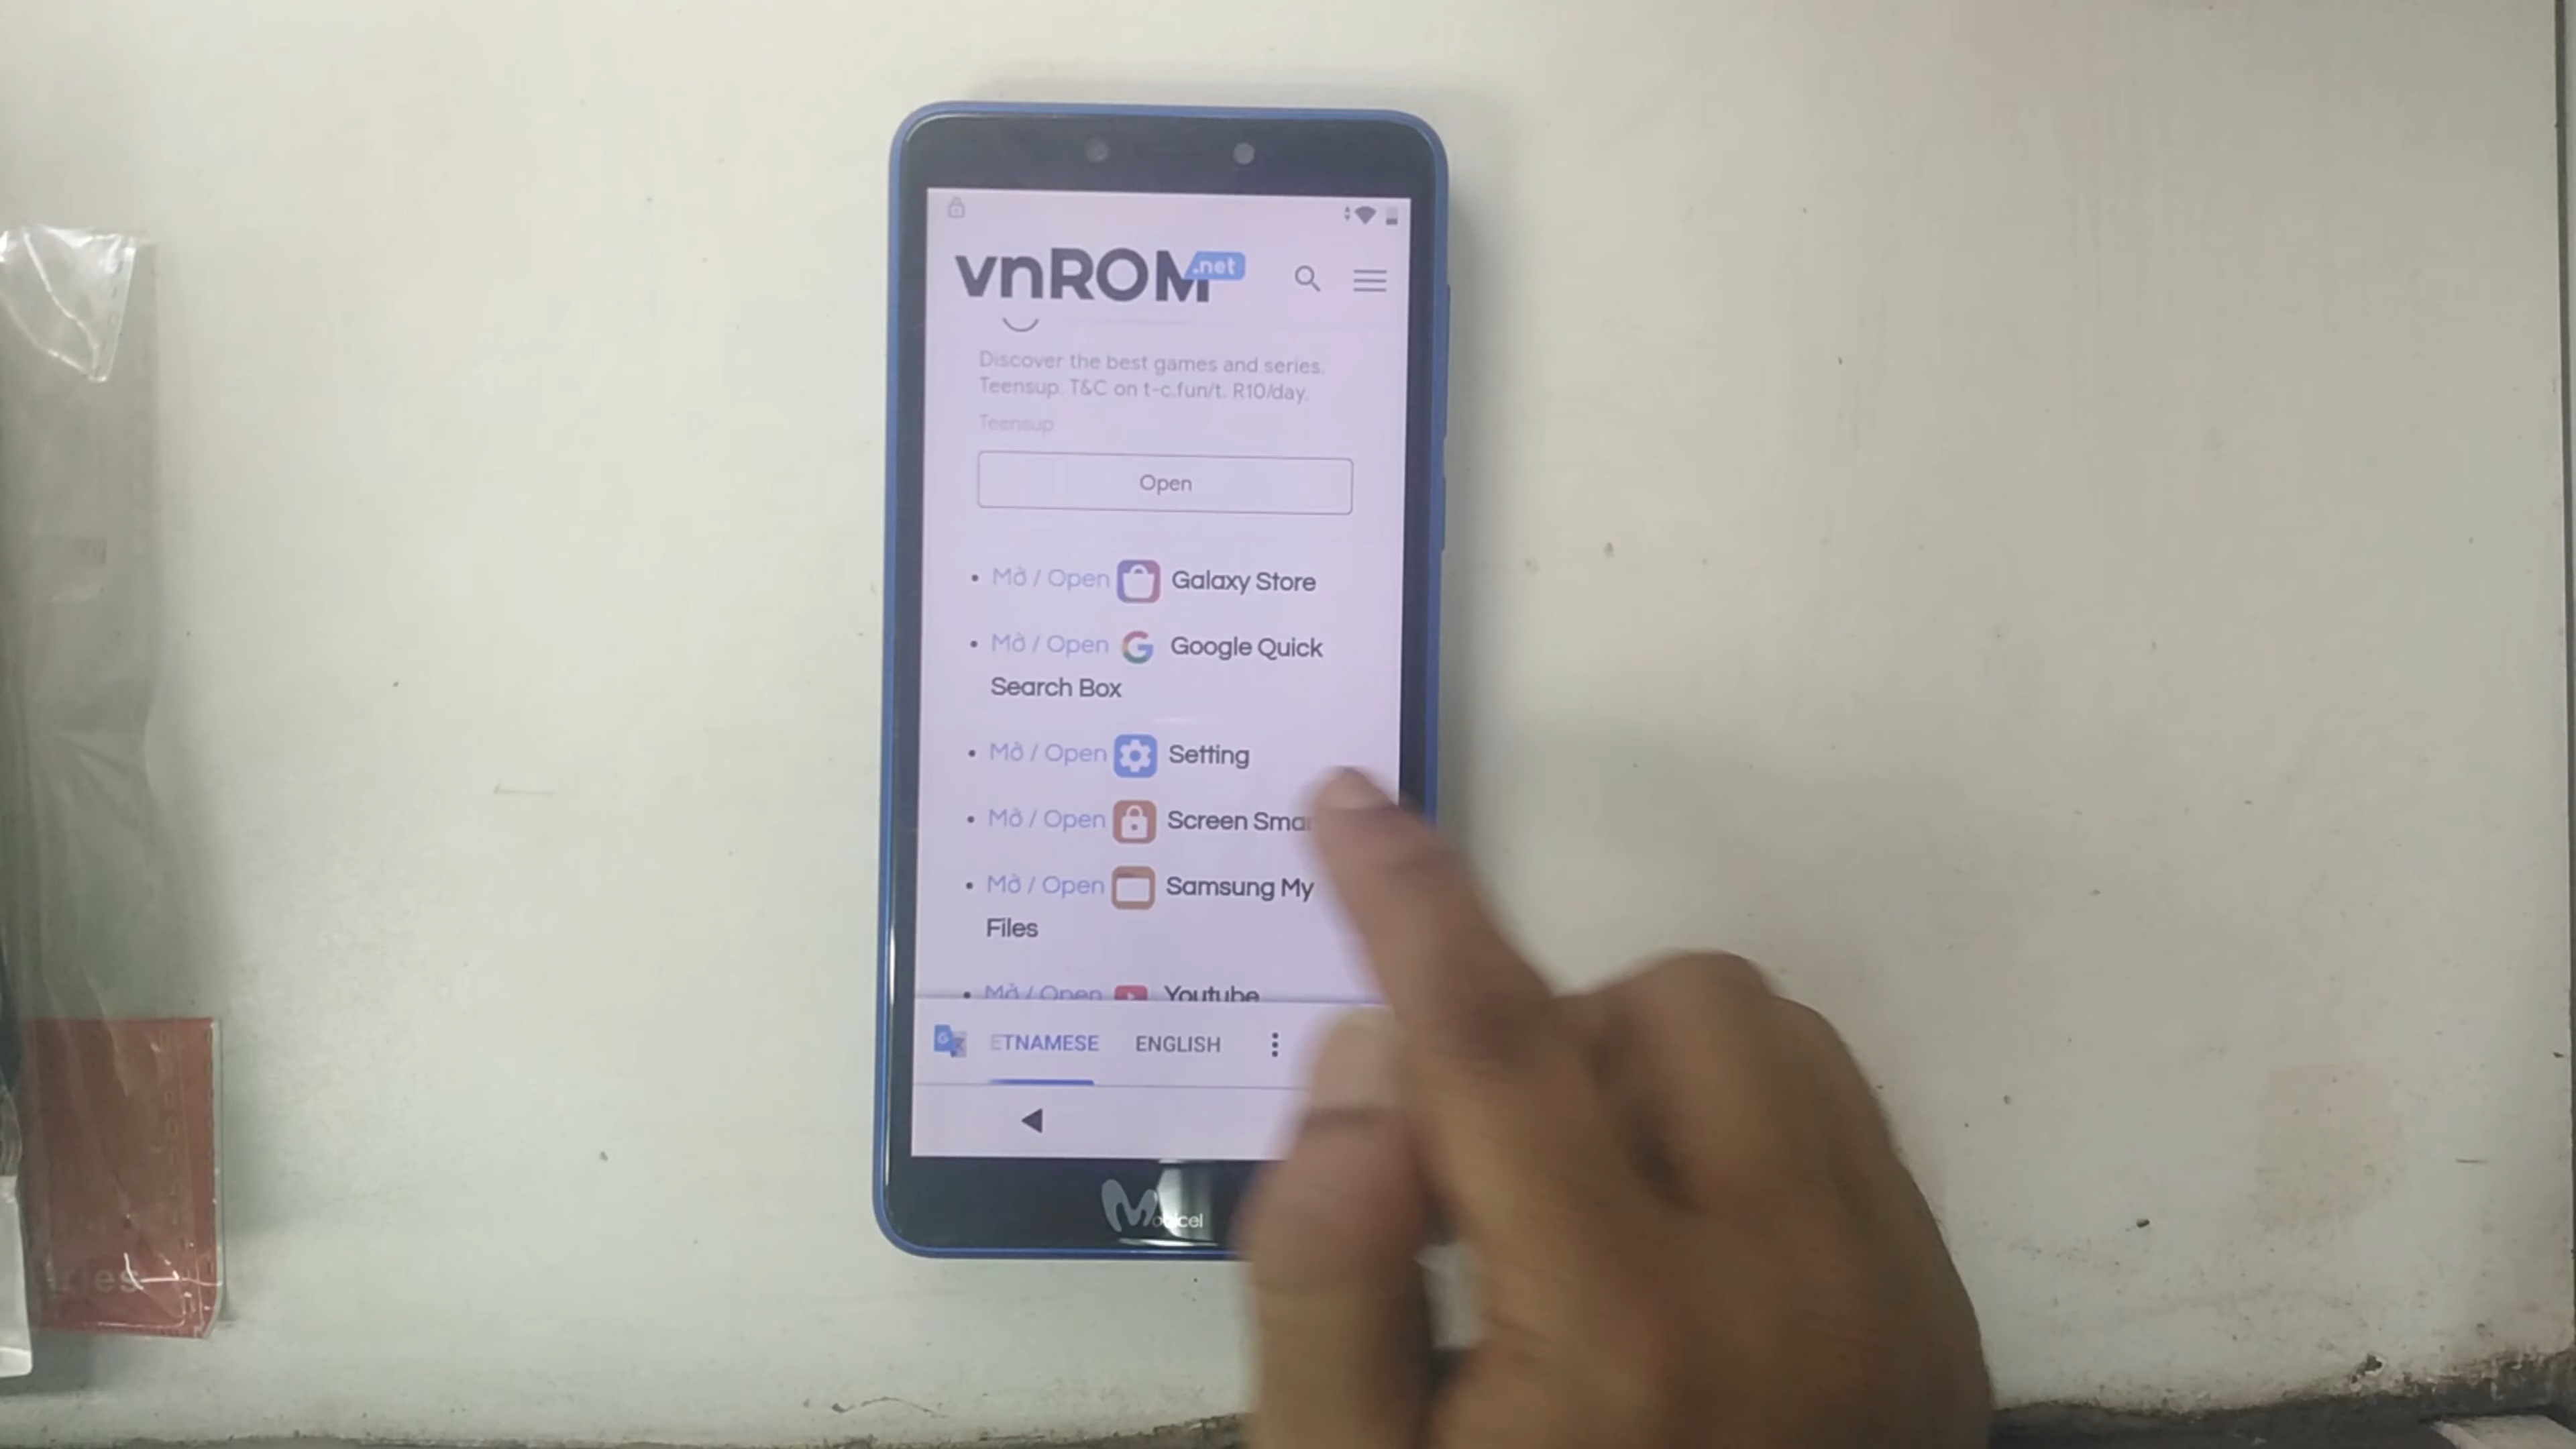 vnROM.net
Discover the best games and series.
Teensup. T&C on t-c.fun/t. R10/day.
Teensup
Open
• Mở / Open Galaxy Store
• Mở / Open Google Quick
Search Box
• Mở / Open Setting
• Mở / Open Screen
• Mở / Open Samsung My
Files
• Mở / Open Youtube
ENGLISH
Mobicel